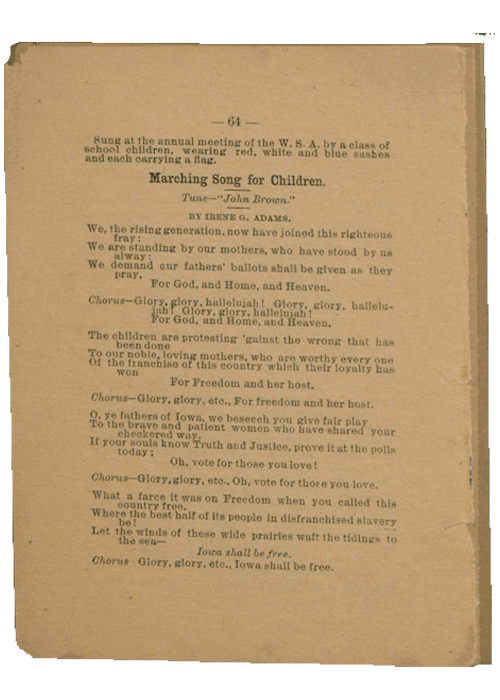 — 64 —
Sung at the annual meeting of the W. S. A. by a class of
school children, wearing red, white and blue sashes
and each carrying a flag.
Marching Song for Children.
Tune—"John Brown."
BY IRENE G. ADAMS.
We, the rising generation, now have joined this righteous
fray;
We are standing by our mothers, who have stood by us
alway;
We demand our fathers' ballots shall be given as they
pray,
For God, and Home, and Heaven.
Chorus—Glory, glory, hallelujah! Glory, glory, hallelu-
jah! Glory, glory, hallelujah!
For God, and Home, and Heaven.
The children are protesting 'gainst the wrong that has
been done
To our noble, loving mothers, who are worthy every one
Of the franchise of this country which their loyalty has
won
For Freedom and her host.
Chorus—Glory, glory, etc., For freedom and her host.
O, ye fathers of Iowa, we beseech you give fair play
To the brave and patient women who have shared your
checkered way.
If your souls know Truth and Justice, prove it at the polls
today;
Oh, vote for those you love!
Chorus—Glory, glory, etc., Oh, vote for those you love.
What a farce it was on Freedom when you called this
country free,
Where the best half of its people in disfranchised slavery
be!
Let the winds of these wide prairies waft the tidings to
the sea—
Iowa shall be free.
Chorus—Glory, glory, etc., Iowa shall be free.